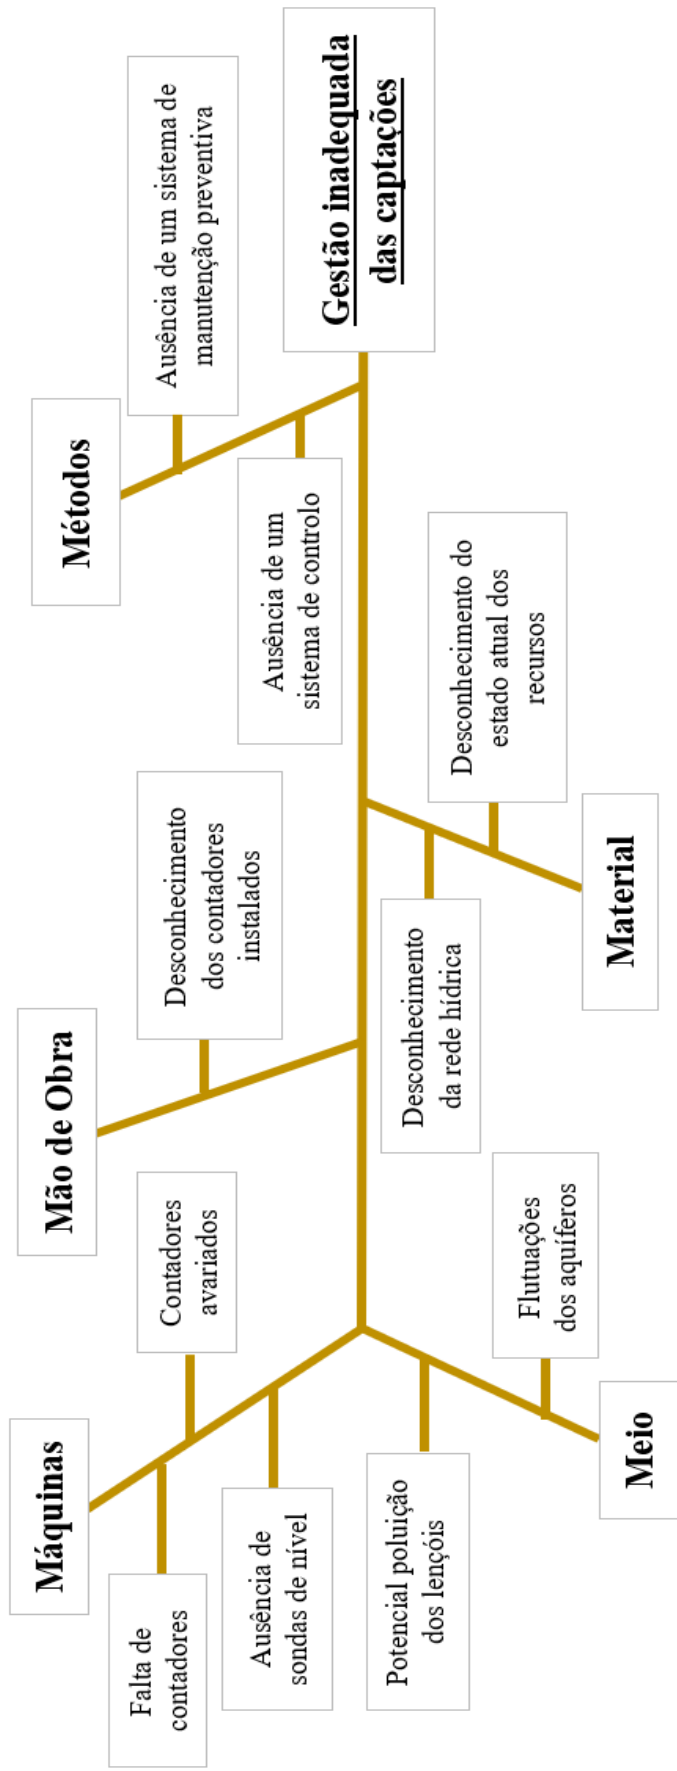 Máquinas
Mão de Obra
Métodos
Falta de
contadores
Contadores
avariados
Ausência de
sondas de nível
Desconhecimento
dos contadores
instalados
Ausência de um sistema de
manutenção preventiva
Ausência de um
sistema de controlo
Gestão inadequada
das captações
Potencial poluição
dos lençóis
Flutuações
dos aquíferos
Desconhecimento
da rede hídrica
Desconhecimento do
estado atual dos
recursos
Meio
Material